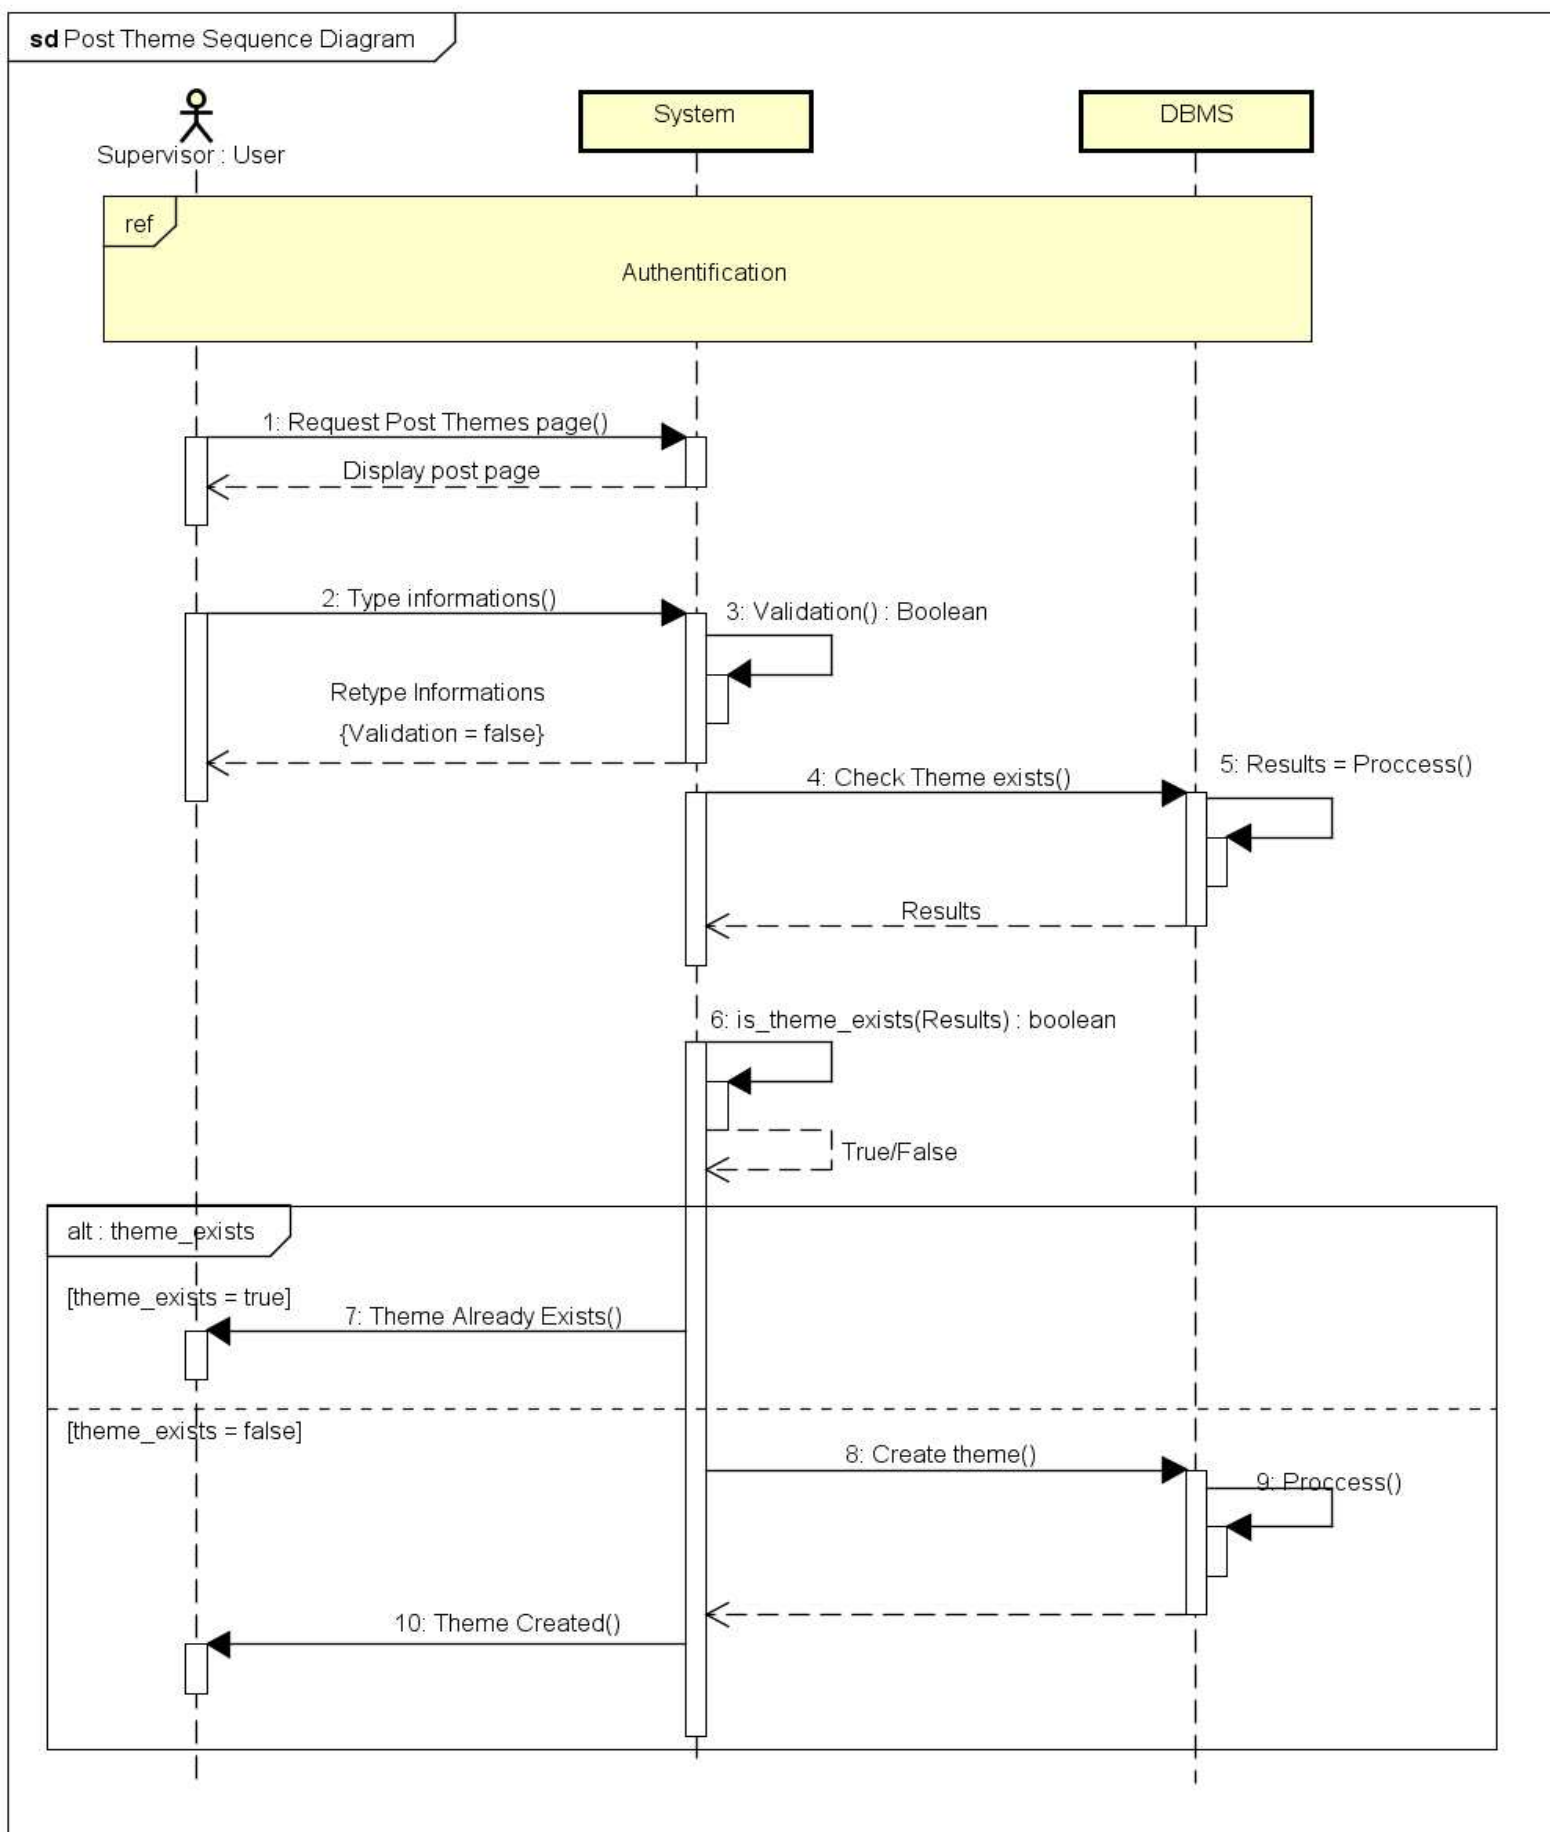 sd Post Theme Sequence Diagram
Supervisor : User
System
DBMS
ref
Authentification
1: Request Post Themes page()
Display post page
2: Type informations()
3: Validation() : Boolean
Retype Informations
{Validation = false}
4: Check Theme exists()
5: Results = Proccess()
Results
6: is_theme_exists(Results) : boolean
True/False
alt : theme_exists
[theme_exists = true]
7: Theme Already Exists()
[theme_exists = false]
8: Create theme()
9: Proccess()
10: Theme Created()